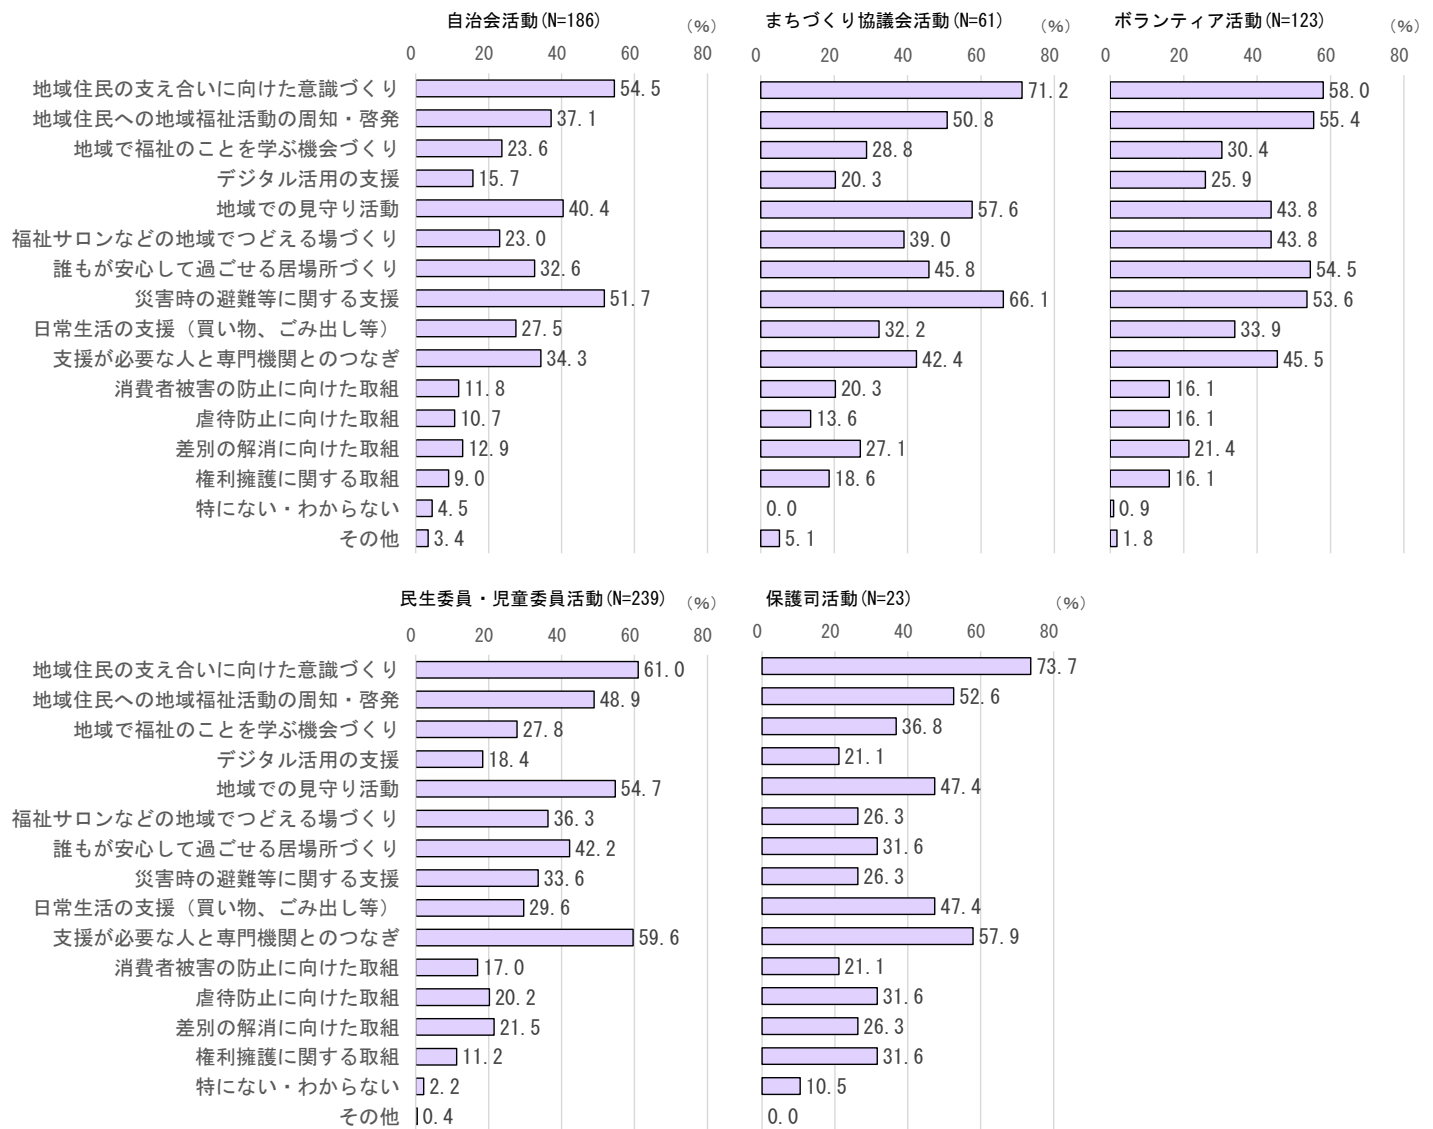 自治会活動(N=186)
(%)
0 20 40 60 80
まちづくり協議会活動(N=61)
(%)
0 20 40 60 80
ボランティア活動(N=123)
(%)
0 20 40 60 80
地域住民の支え合いに向けた意識づくり 54.5 71.2 58.0
地域住民への地域福祉活動の周知・啓発 37.1 50.8 55.4
地域で福祉のことを学ぶ機会づくり 23.6 28.8 30.4
デジタル活用の支援 15.7 20.3 25.9
地域での見守り活動 40.4 57.6 43.8
福祉サロンなどの地域でつどえる場づくり 23.0 39.0 43.8
誰もが安心して過ごせる居場所づくり 32.6 45.8 54.5
災害時の避難等に関する支援 51.7 66.1 53.6
日常生活の支援（買い物、ごみ出し等） 27.5 32.2 33.9
支援が必要な人と専門機関とのつなぎ 34.3 42.4 45.5
消費者被害の防止に向けた取組 11.8 20.3 16.1
虐待防止に向けた取組 10.7 13.6 16.1
差別の解消に向けた取組 12.9 27.1 21.4
権利擁護に関する取組 9.0 18.6 16.1
特にない・わからない 4.5 0.0 0.9
その他 3.4 5.1 1.8
民生委員・児童委員活動(N=239)
(%)
0 20 40 60 80
保護司活動(N=23)
(%)
0 20 40 60 80
地域住民の支え合いに向けた意識づくり 61.0 73.7
地域住民への地域福祉活動の周知・啓発 48.9 52.6
地域で福祉のことを学ぶ機会づくり 27.8 36.8
デジタル活用の支援 18.4 21.1
地域での見守り活動 54.7 47.4
福祉サロンなどの地域でつどえる場づくり 36.3 26.3
誰もが安心して過ごせる居場所づくり 42.2 31.6
災害時の避難等に関する支援 33.6 26.3
日常生活の支援（買い物、ごみ出し等） 29.6 47.4
支援が必要な人と専門機関とのつなぎ 59.6 57.9
消費者被害の防止に向けた取組 17.0 21.1
虐待防止に向けた取組 20.2 31.6
差別の解消に向けた取組 21.5 26.3
権利擁護に関する取組 11.2 31.6
特にない・わからない 2.2 10.5
その他 0.4 0.0